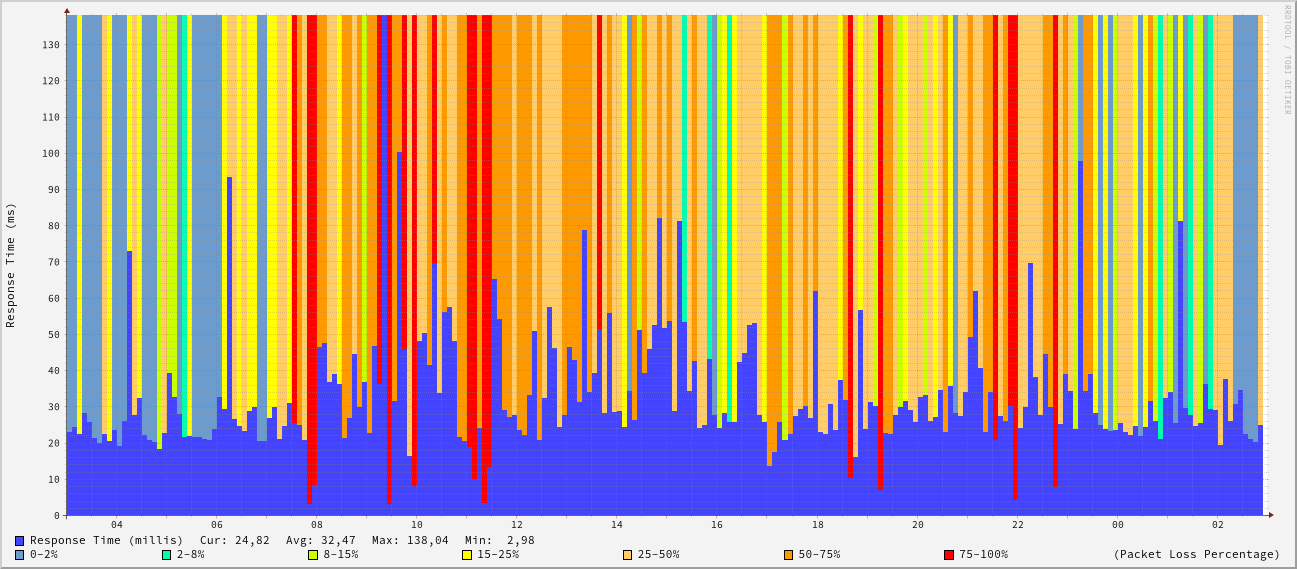 RRDTOOL / TOBI OETIKER
Response Time (ms)
130
120
110
100
90
80
70
60
50
40
30
20
10
0
04 06 08 10 12 14 16 18 20 22 00 02
Response Time (millis) Cur: 24,82 Avg: 32,47 Max: 138,04 Min: 2,98
0-2% 2-8% 8-15% 15-25% 25-50% 50-75% 75-100% (Packet Loss Percentage)